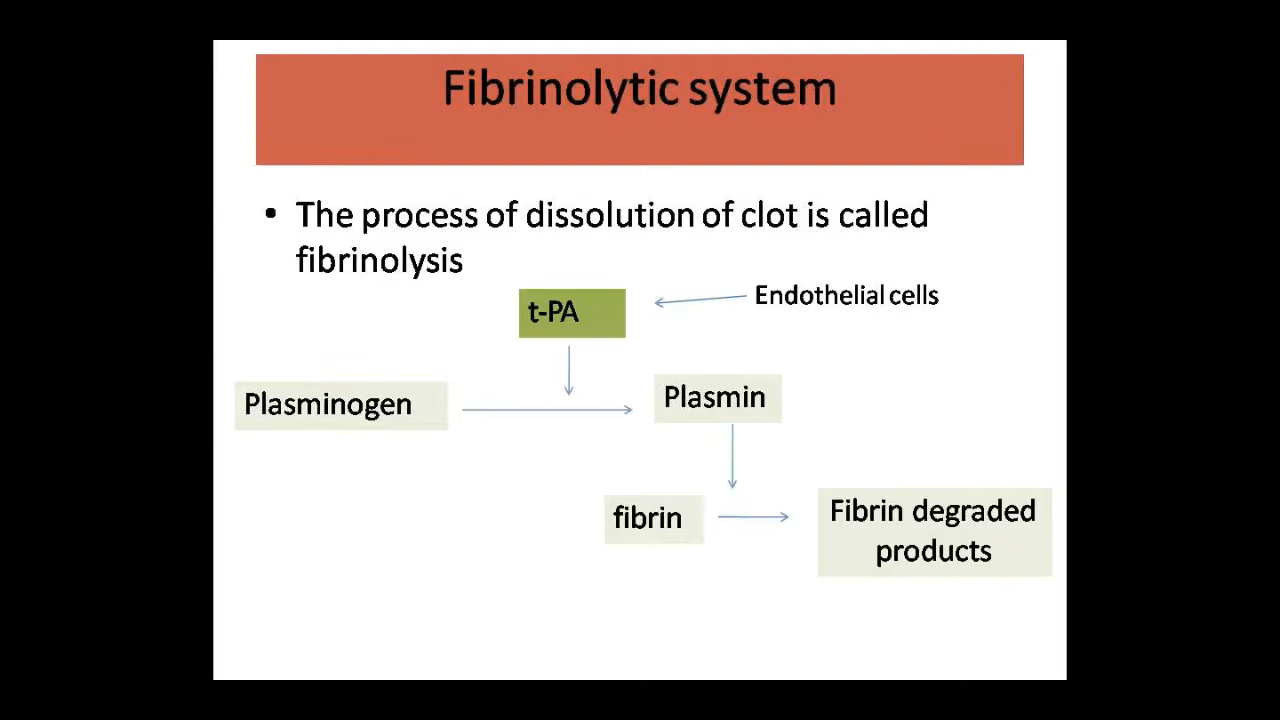 Fibrinolytic system
• The process of dissolution of clot is called
fibrinolysis
t-PA
Endothelial cells
Plasminogen
Plasmin
fibrin
Fibrin degraded
products